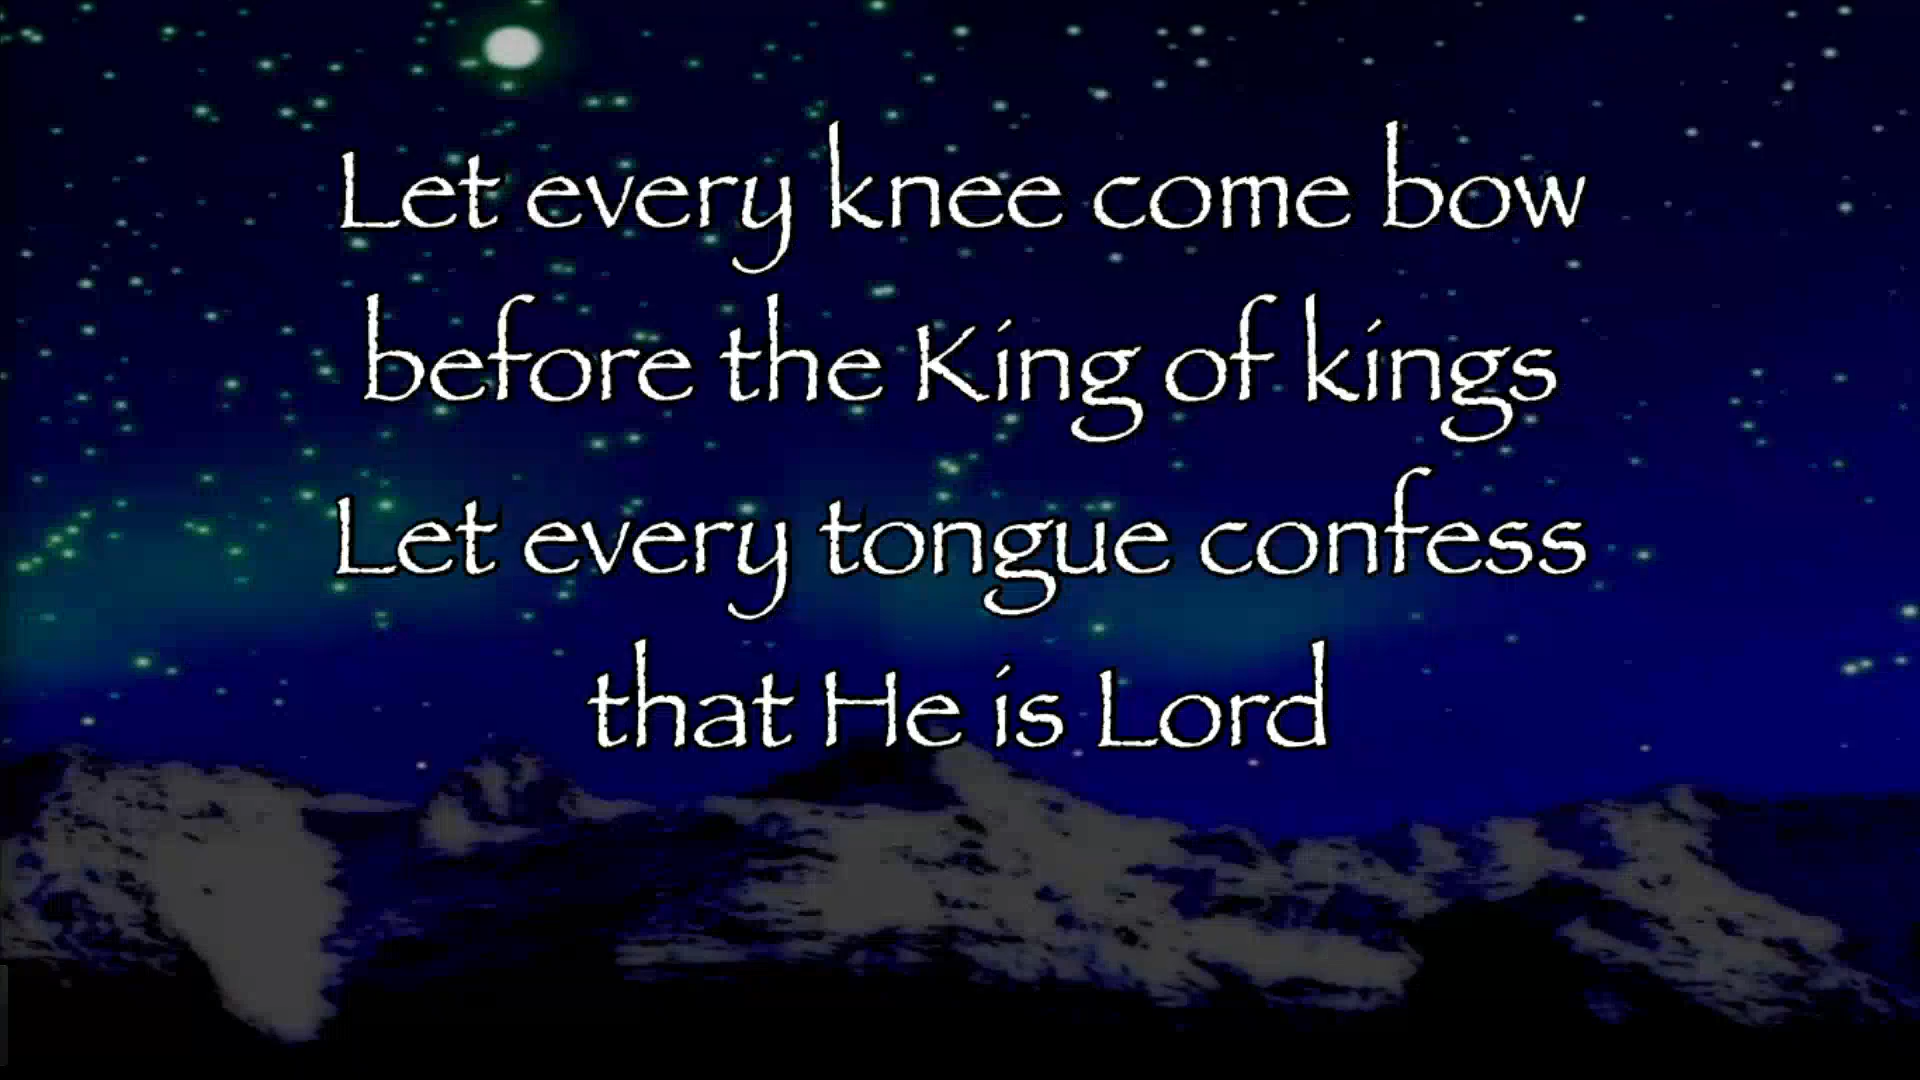 Let every knee come bow
before the King of kings
Let every tongue confess
that He is Lord